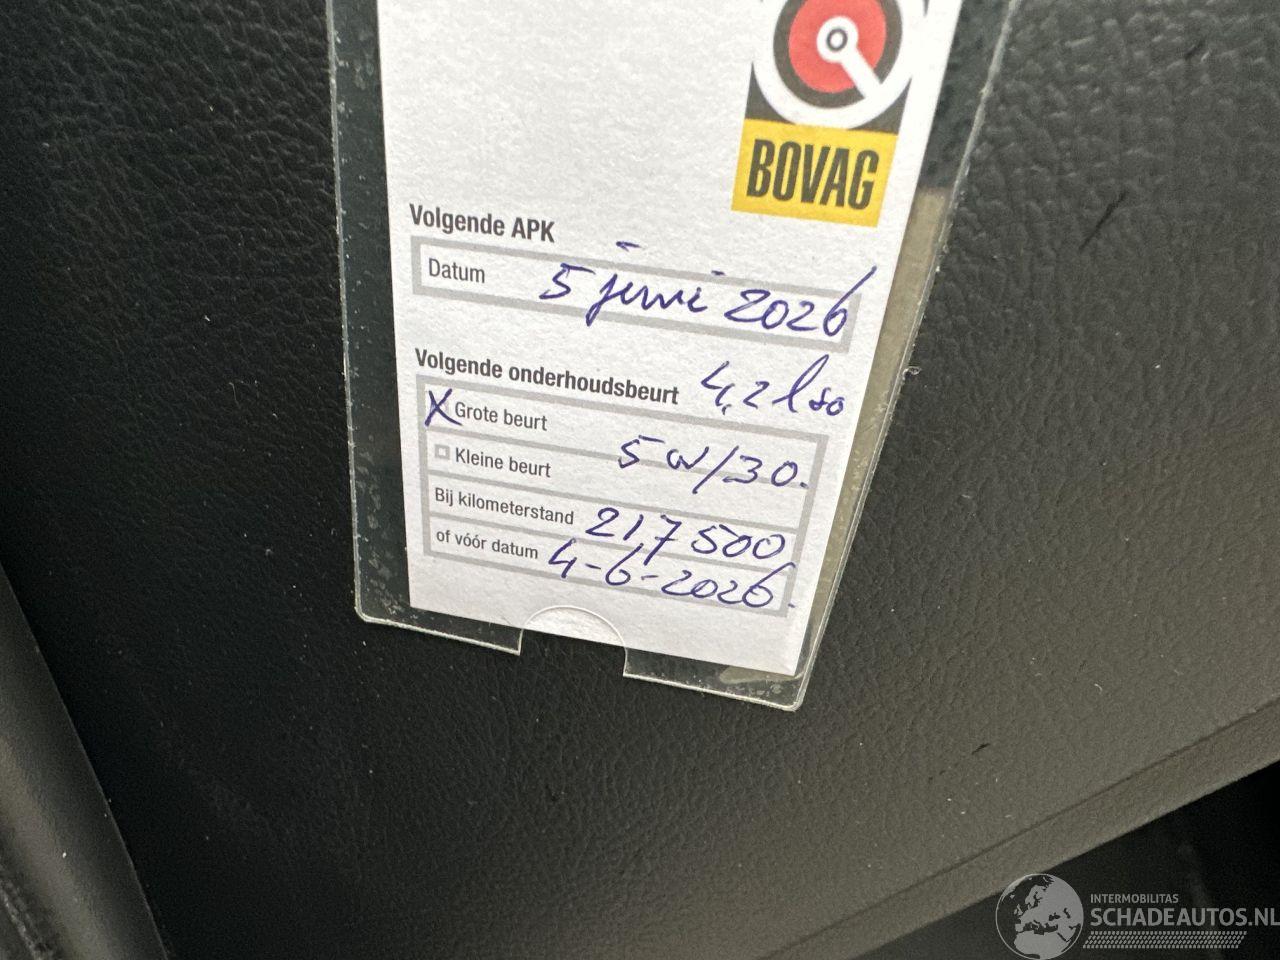 BOVAG
Volgende APK
Datum 5 juni 2026
Volgende onderhoudsbeurt 4,2 l
X Grote beurt 5w/30.
Kleine beurt
Bij kilometerstand 217500
of vóór datum 4-6-2026.
INTERMOBILITAS
SCHADEAUTOS.NL